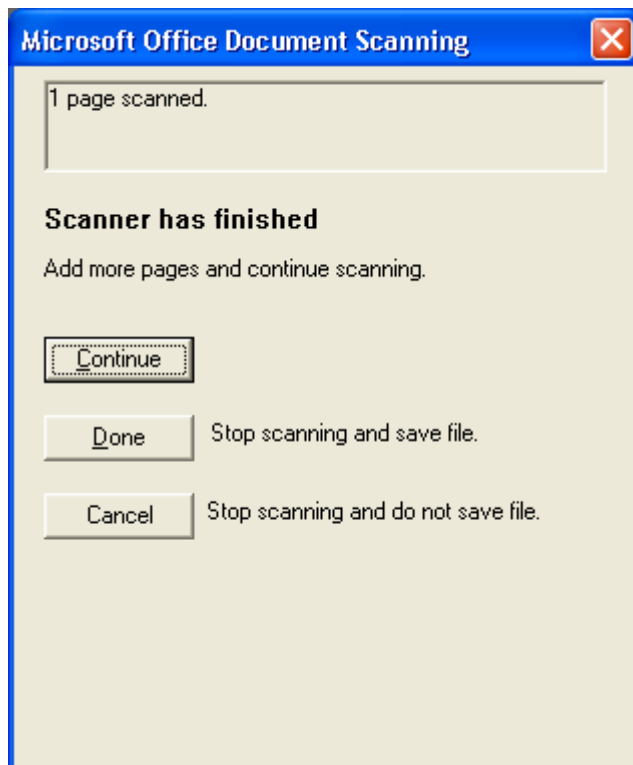 Microsoft Office Document Scanning
1 page scanned.
Scanner has finished
Add more pages and continue scanning.
Continue
Done Stop scanning and save file.
Cancel Stop scanning and do not save file.